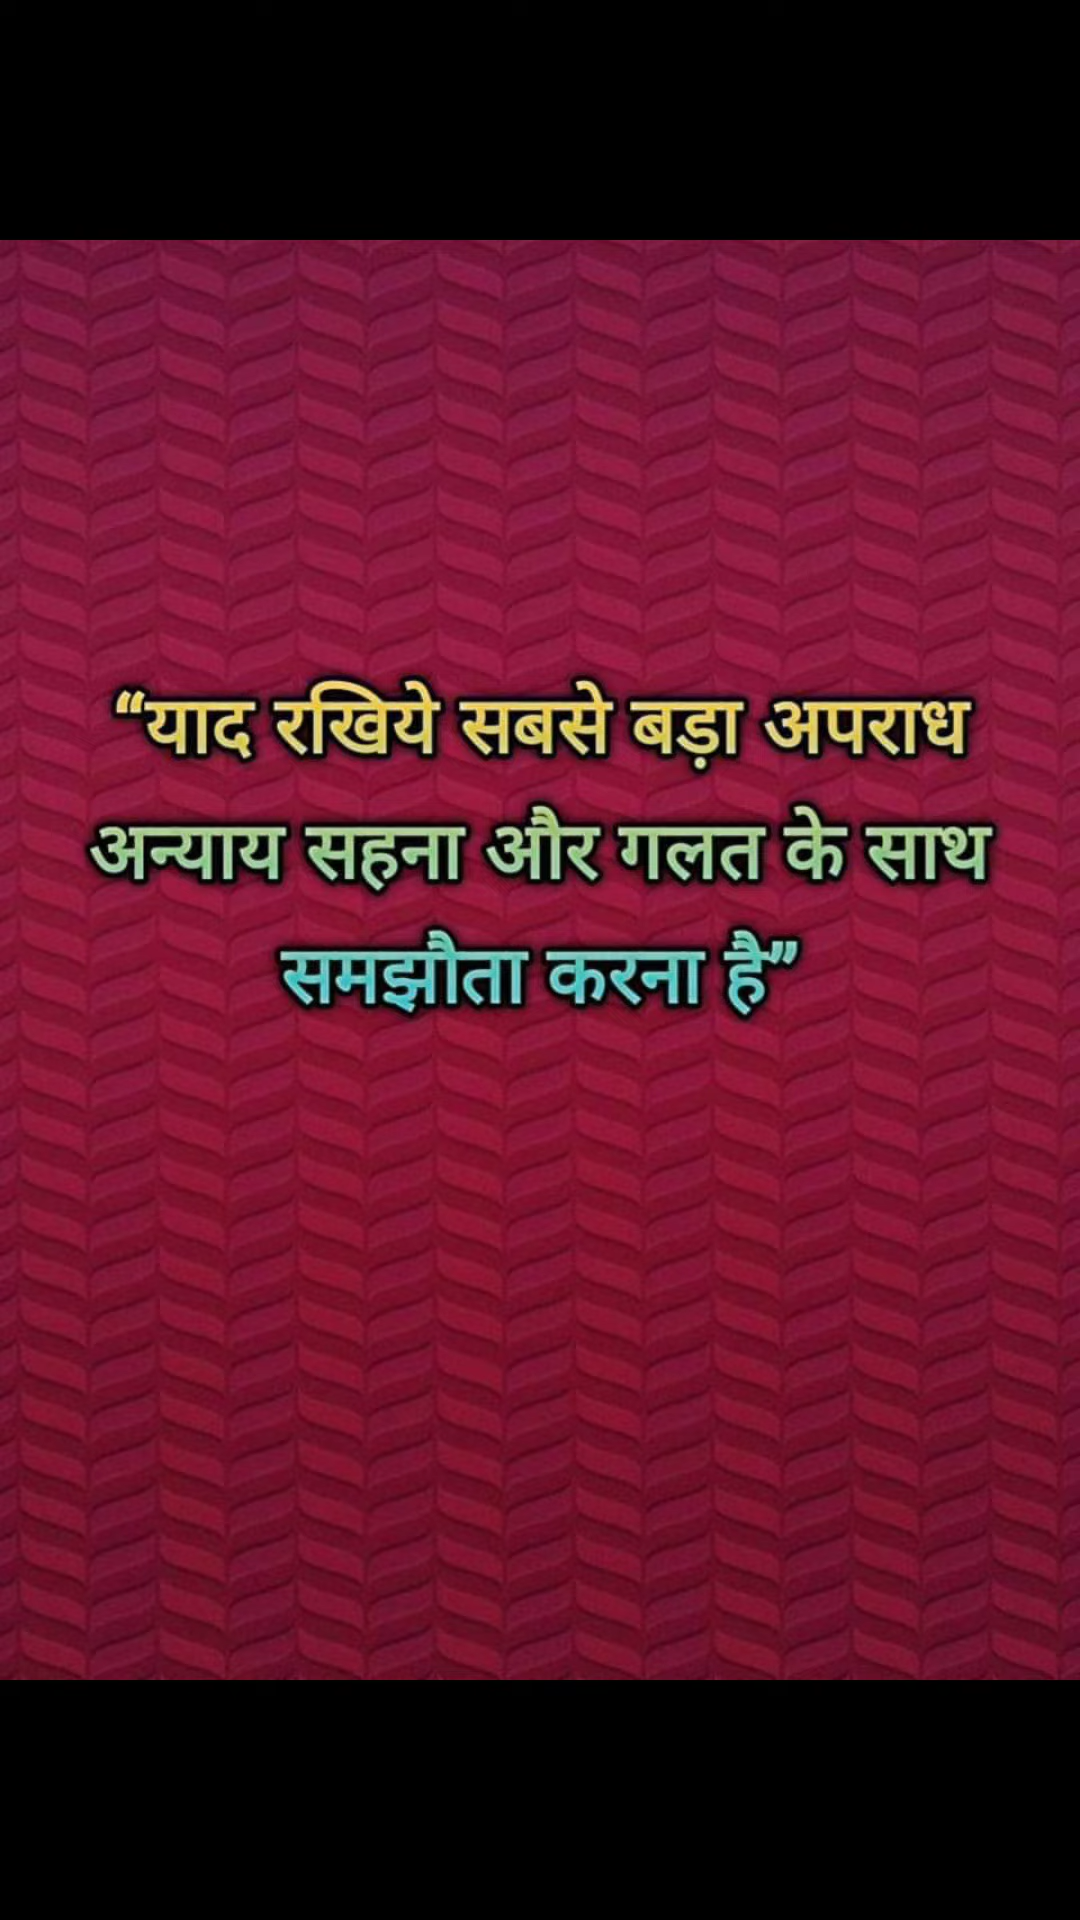 “याद रखिये सबसे बड़ा अपराध
अन्याय सहना और गलत के साथ
समझौता करना है”